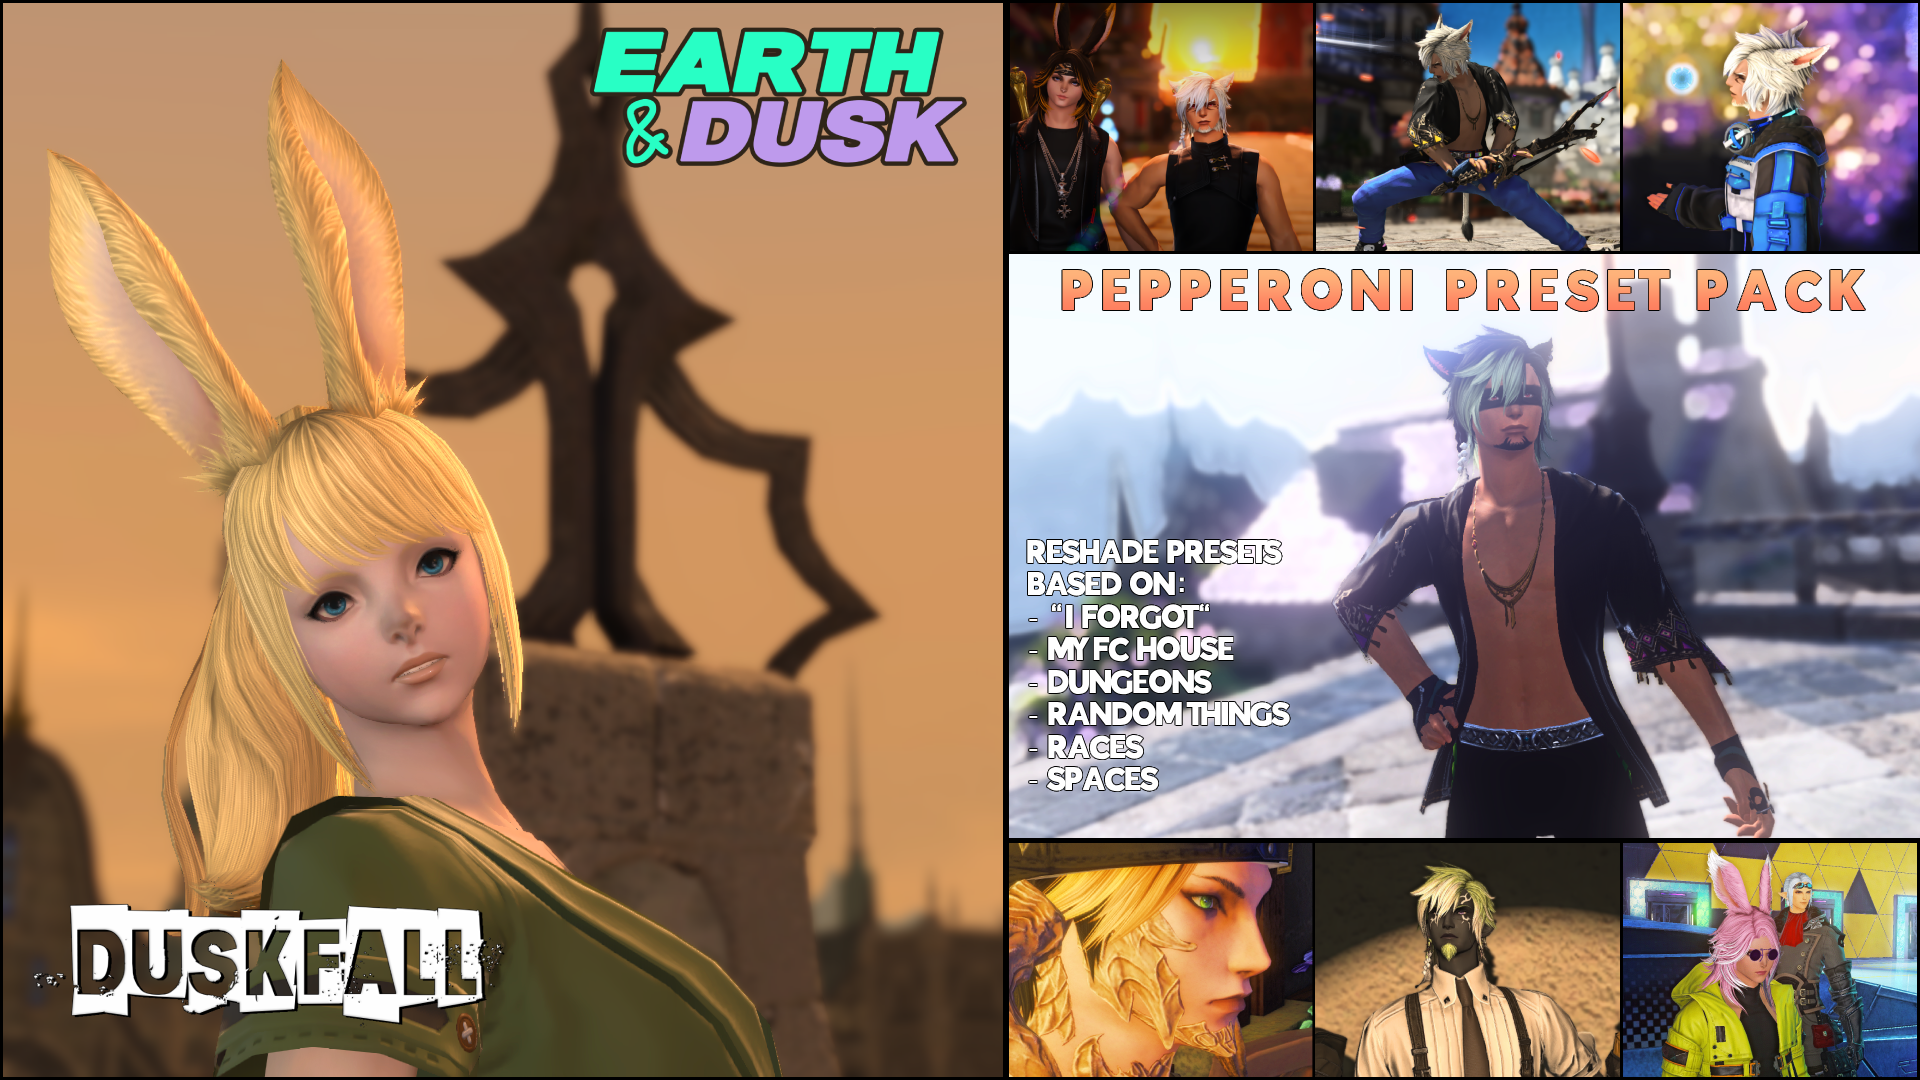 EARTH
& DUSK
DUSKFALL
PEPPERONI PRESET PACK
RESHADE PRESETS
BASED ON:
- "I FORGOT"
- MY FC HOUSE
- DUNGEONS
- RANDOM THINGS
- RACES
- SPACES